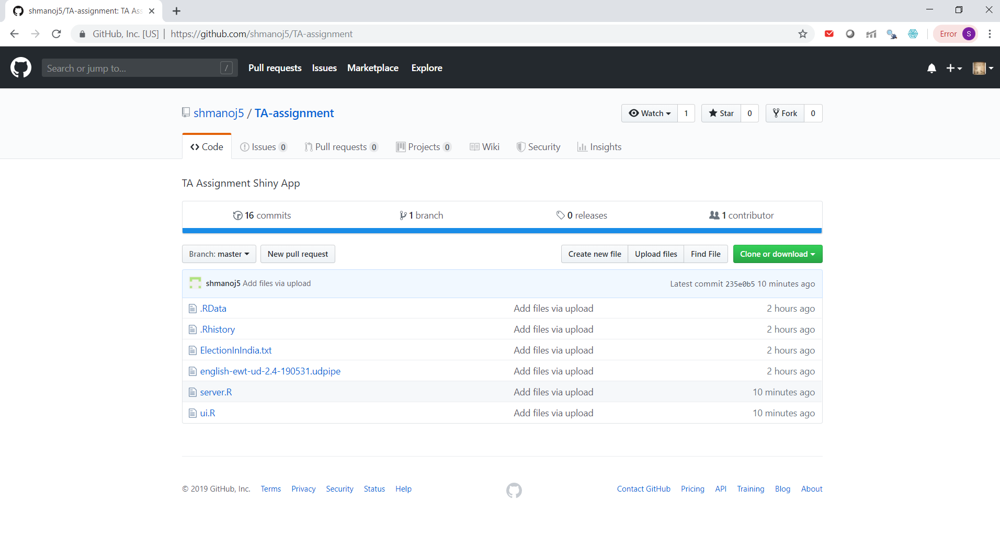 shmanoj5/TA-assignment: TA Ass
GitHub, Inc. [US] | https://github.com/shmanoj5/TA-assignment
Error S
Search or jump to... / Pull requests Issues Marketplace Explore
shmanoj5 / TA-assignment
Watch 1 Star 0 Fork 0
Code Issues 0 Pull requests 0 Projects 0 Wiki Security Insights
TA Assignment Shiny App
16 commits 1 branch 0 releases 1 contributor
Branch: master New pull request Create new file Upload files Find File Clone or download
shmanoj5 Add files via upload Latest commit 235e0b5 10 minutes ago
.RData Add files via upload 2 hours ago
.Rhistory Add files via upload 2 hours ago
ElectionInIndia.txt Add files via upload 2 hours ago
english-ewt-ud-2.4-190531.udpipe Add files via upload 2 hours ago
server.R Add files via upload 10 minutes ago
ui.R Add files via upload 10 minutes ago
© 2019 GitHub, Inc. Terms Privacy Security Status Help Contact GitHub Pricing API Training Blog About